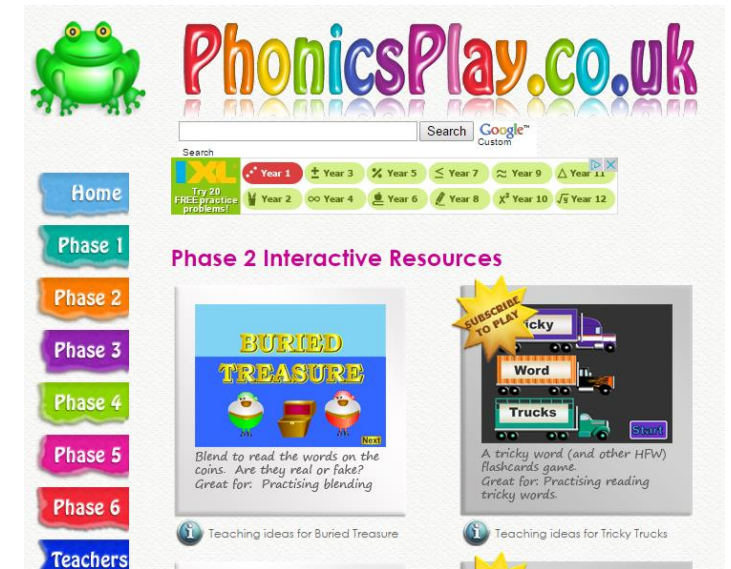 PhonicsPlay.co.uk
Search Google™
Custom
Search
IXL
Try 20
FREE practice
problems!
Year 1 ± Year 3 % Year 5 ≤ Year 7 ≈ Year 9 △ Year 11
Year 2 ∞ Year 4 Year 6 Year 8 x² Year 10 √5 Year 12
Home
Phase 1
Phase 2
Phase 3
Phase 4
Phase 5
Phase 6
Teachers
Phase 2 Interactive Resources
BURIED
TREASURE
Next
Blend to read the words on the
coins. Are they real or fake?
Great for: Practising blending
Teaching ideas for Buried Treasure
SUBSCRIBE
TO PLAY
cky
Word
Trucks
Start
A tricky word (and other HFW)
flashcards game.
Great for: Practising reading
tricky words.
Teaching ideas for Tricky Trucks